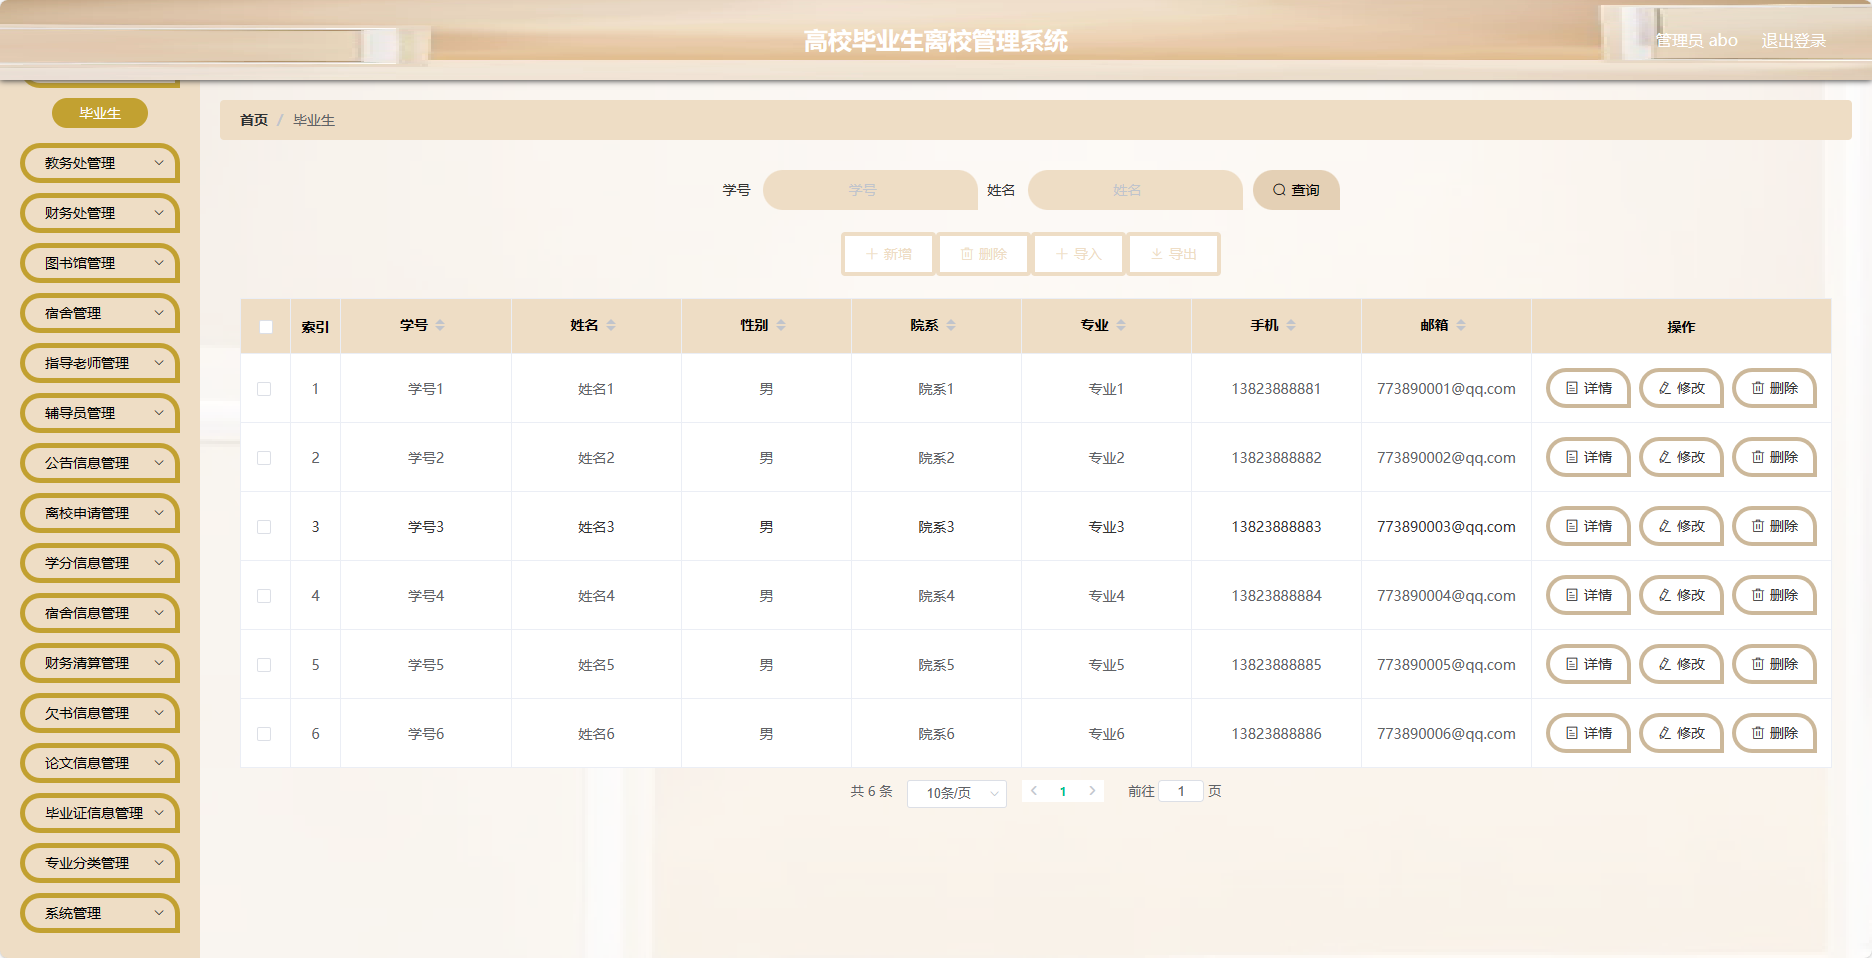 高校毕业生离校管理系统
管理员 abo 退出登录
毕业生
教务处管理
财务处管理
图书馆管理
宿舍管理
指导老师管理
辅导员管理
公告信息管理
离校申请管理
学分信息管理
宿舍信息管理
财务清算管理
欠书信息管理
论文信息管理
毕业证信息管理
专业分类管理
系统管理
首页 / 毕业生
学号 学号 姓名 姓名 查询
新增 删除 导入 导出
索引 学号 姓名 性别 院系 专业 手机 邮箱 操作
1 学号1 姓名1 男 院系1 专业1 13823888881 773890001@qq.com 详情 修改 删除
2 学号2 姓名2 男 院系2 专业2 13823888882 773890002@qq.com 详情 修改 删除
3 学号3 姓名3 男 院系3 专业3 13823888883 773890003@qq.com 详情 修改 删除
4 学号4 姓名4 男 院系4 专业4 13823888884 773890004@qq.com 详情 修改 删除
5 学号5 姓名5 男 院系5 专业5 13823888885 773890005@qq.com 详情 修改 删除
6 学号6 姓名6 男 院系6 专业6 13823888886 773890006@qq.com 详情 修改 删除
共 6 条 10条/页 1 前往 1 页